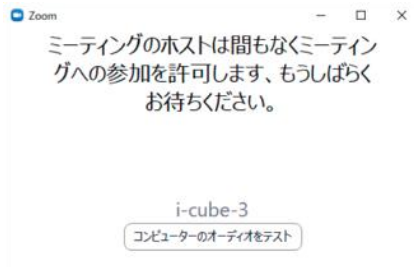 Zoom
ミーティングのホストは間もなくミーティン
グへの参加を許可します、もうしばらく
お待ちください。
i-cube-3
コンピューターのオーディオをテスト